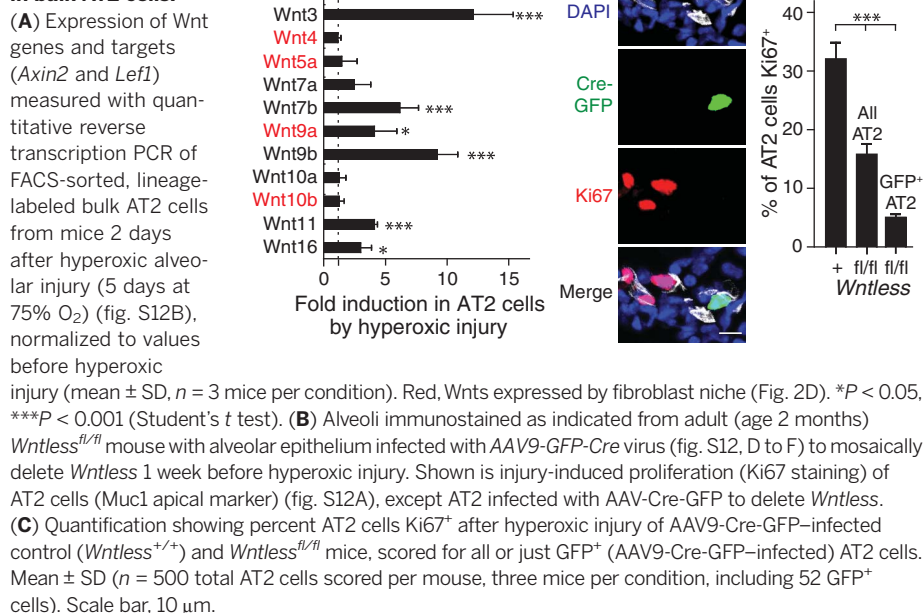 in bulk AT2 cells.
(A) Expression of Wnt
genes and targets
(Axin2 and Lef1)
measured with quan-
titative reverse
transcription PCR of
FACS-sorted, lineage-
labeled bulk AT2 cells
from mice 2 days
after hyperoxic alveo-
lar injury (5 days at
75% O₂) (fig. S12B),
normalized to values
before hyperoxic
injury (mean ± SD, n = 3 mice per condition). Red, Wnts expressed by fibroblast niche (Fig. 2D). *P < 0.05,
***P < 0.001 (Student's t test). (B) Alveoli immunostained as indicated from adult (age 2 months)
Wntless^fl/fl mouse with alveolar epithelium infected with AAV9-GFP-Cre virus (fig. S12, D to F) to mosaically
delete Wntless 1 week before hyperoxic injury. Shown is injury-induced proliferation (Ki67 staining) of
AT2 cells (Muc1 apical marker) (fig. S12A), except AT2 infected with AAV-Cre-GFP to delete Wntless.
(C) Quantification showing percent AT2 cells Ki67⁺ after hyperoxic injury of AAV9-Cre-GFP–infected
control (Wntless^+/+) and Wntless^fl/fl mice, scored for all or just GFP⁺ (AAV9-Cre-GFP–infected) AT2 cells.
Mean ± SD (n = 500 total AT2 cells scored per mouse, three mice per condition, including 52 GFP⁺
cells). Scale bar, 10 μm.
Wnt3 ***
Wnt4
Wnt5a
Wnt7a
Wnt7b ***
Wnt9a *
Wnt9b ***
Wnt10a
Wnt10b
Wnt11 ***
Wnt16 *
0 5 10 15
Fold induction in AT2 cells
by hyperoxic injury
DAPI
Cre-
GFP
Ki67
Merge
% of AT2 cells Ki67⁺
40
30
20
10
0
***
All
AT2
GFP⁺
AT2
+ fl/fl fl/fl
Wntless